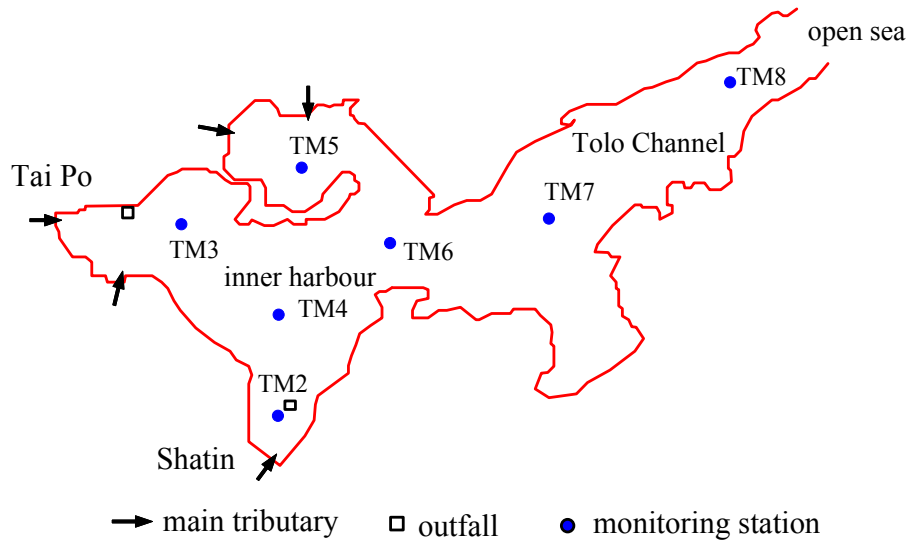 open sea
TM8
Tolo Channel
TM5
Tai Po
TM7
TM3
TM6
inner harbour
TM4
TM2
Shatin
main tributary
outfall
monitoring station